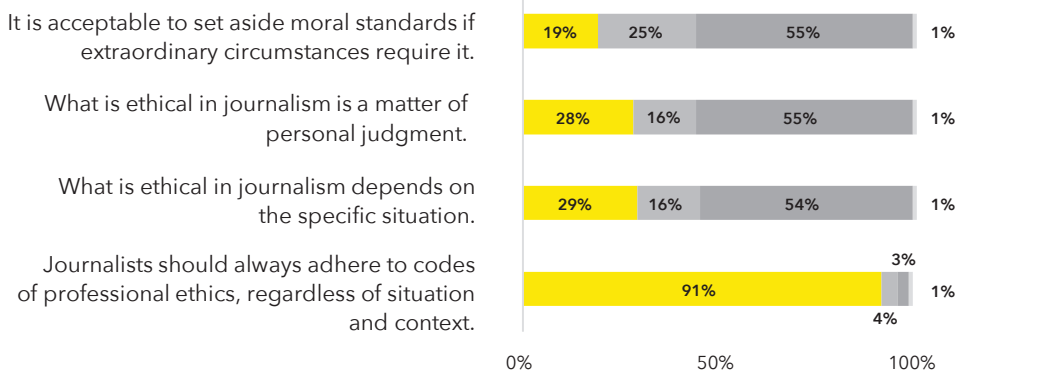 It is acceptable to set aside moral standards if
extraordinary circumstances require it.
19% 25% 55% 1%
What is ethical in journalism is a matter of
personal judgment.
28% 16% 55% 1%
What is ethical in journalism depends on
the specific situation.
29% 16% 54% 1%
Journalists should always adhere to codes
of professional ethics, regardless of situation
and context.
3%
91% 1%
4%
0% 50% 100%